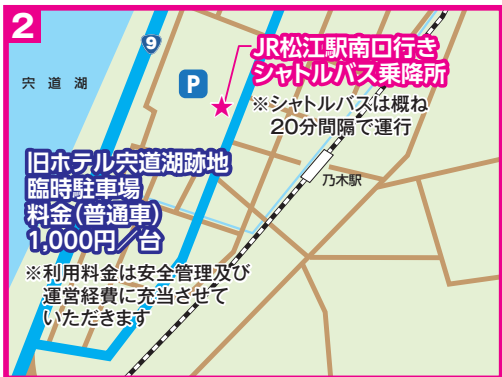 2
9
宍道湖
P
JR松江駅南口行き
シャトルバス乗降所
※シャトルバスは概ね
20分間隔で運行
乃木駅
旧ホテル宍道湖跡地
臨時駐車場
料金(普通車)
1,000円／台
※利用料金は安全管理及び
運営経費に充当させて
いただきます